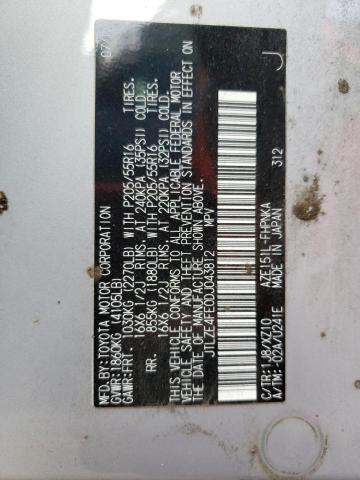 MFD.BY:TOYOTA MOTOR CORPORATION 07/
GVWR:1860KG (4105LB)
GAWR:FRT. 1030KG (2270LB) WITH P205/55R16 TIRES.
16X6 1/2J RIMS, AT 240KPA (35PSI) COLD.
RR. 855KG (1880LB) WITH P205/55R16 TIRES.
16X6 1/2J RIMS, AT 220KPA (32PSI) COLD.
THIS VEHICLE CONFORMS TO ALL APPLICABLE FEDERAL MOTOR
VEHICLE SAFETY AND THEFT PREVENTION STANDARDS IN EFFECT ON
THE DATE OF MANUFACTURE SHOWN ABOVE.
MPV
C/TR:1J8/XZ10 AZE151L-FHPNKA
A/TM:-02A/U241E MADE IN JAPAN 312
J